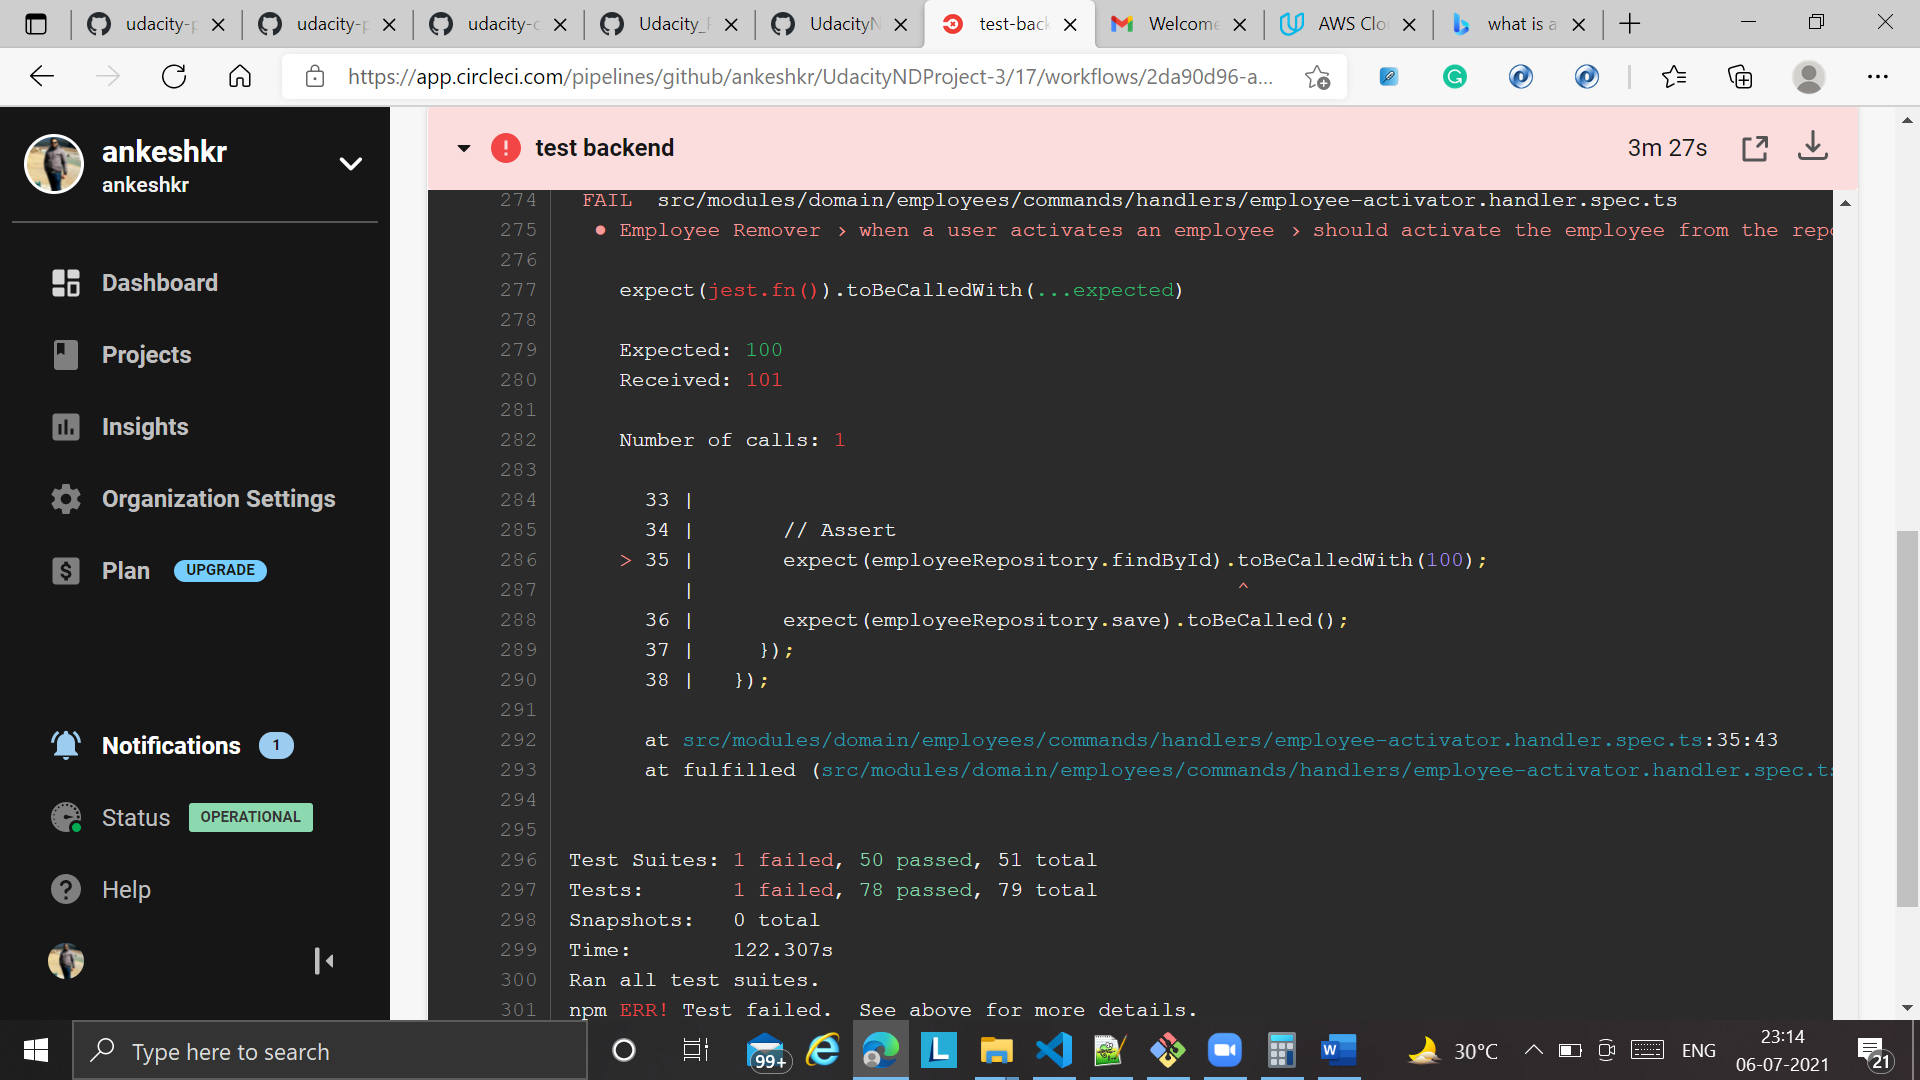 udacity-p
udacity-p
udacity-c
Udacity_
UdacityN
test-back
Welcome
AWS Clo
what is a
https://app.circleci.com/pipelines/github/ankeshkr/UdacityNDProject-3/17/workflows/2da90d96-a...
ankeshkr
ankeshkr
Dashboard
Projects
Insights
Organization Settings
Plan UPGRADE
Notifications 1
Status OPERATIONAL
Help
test backend 3m 27s
274 FAIL src/modules/domain/employees/commands/handlers/employee-activator.handler.spec.ts
275 ● Employee Remover › when a user activates an employee › should activate the employee from the repo
276
277 expect(jest.fn()).toBeCalledWith(...expected)
278
279 Expected: 100
280 Received: 101
281
282 Number of calls: 1
283
284 33 |
285 34 | // Assert
286 > 35 | expect(employeeRepository.findById).toBeCalledWith(100);
287 | ^
288 36 | expect(employeeRepository.save).toBeCalled();
289 37 | });
290 38 | });
291
292 at src/modules/domain/employees/commands/handlers/employee-activator.handler.spec.ts:35:43
293 at fulfilled (src/modules/domain/employees/commands/handlers/employee-activator.handler.spec.ts
294
295
296 Test Suites: 1 failed, 50 passed, 51 total
297 Tests: 1 failed, 78 passed, 79 total
298 Snapshots: 0 total
299 Time: 122.307s
300 Ran all test suites.
301 npm ERR! Test failed. See above for more details.
Type here to search
99+
L
W
30°C
ENG
23:14
06-07-2021
21